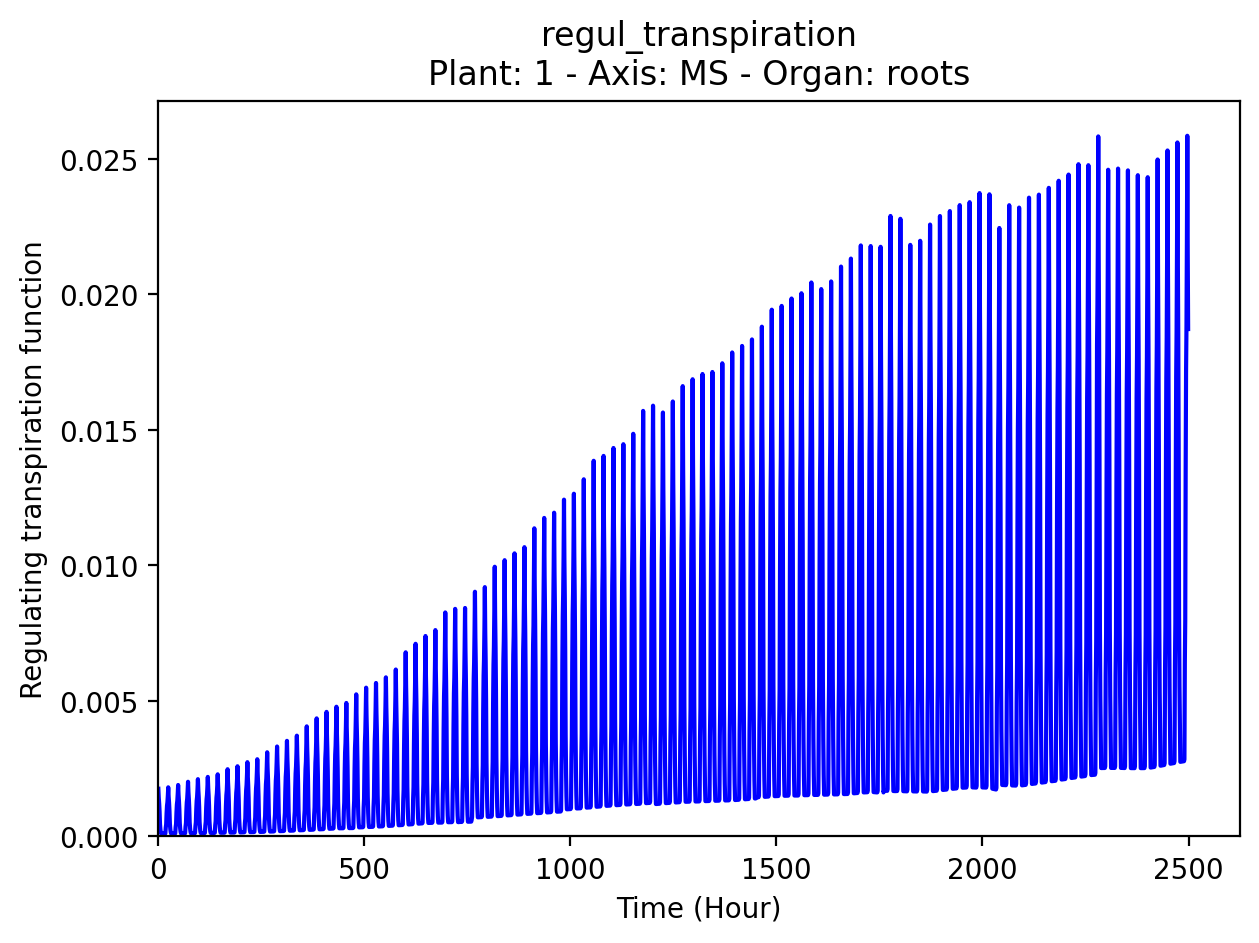 regul_transpiration
Plant: 1 - Axis: MS - Organ: roots
Regulating transpiration function
0.025
0.020
0.015
0.010
0.005
0.000
0 500 1000 1500 2000 2500
Time (Hour)